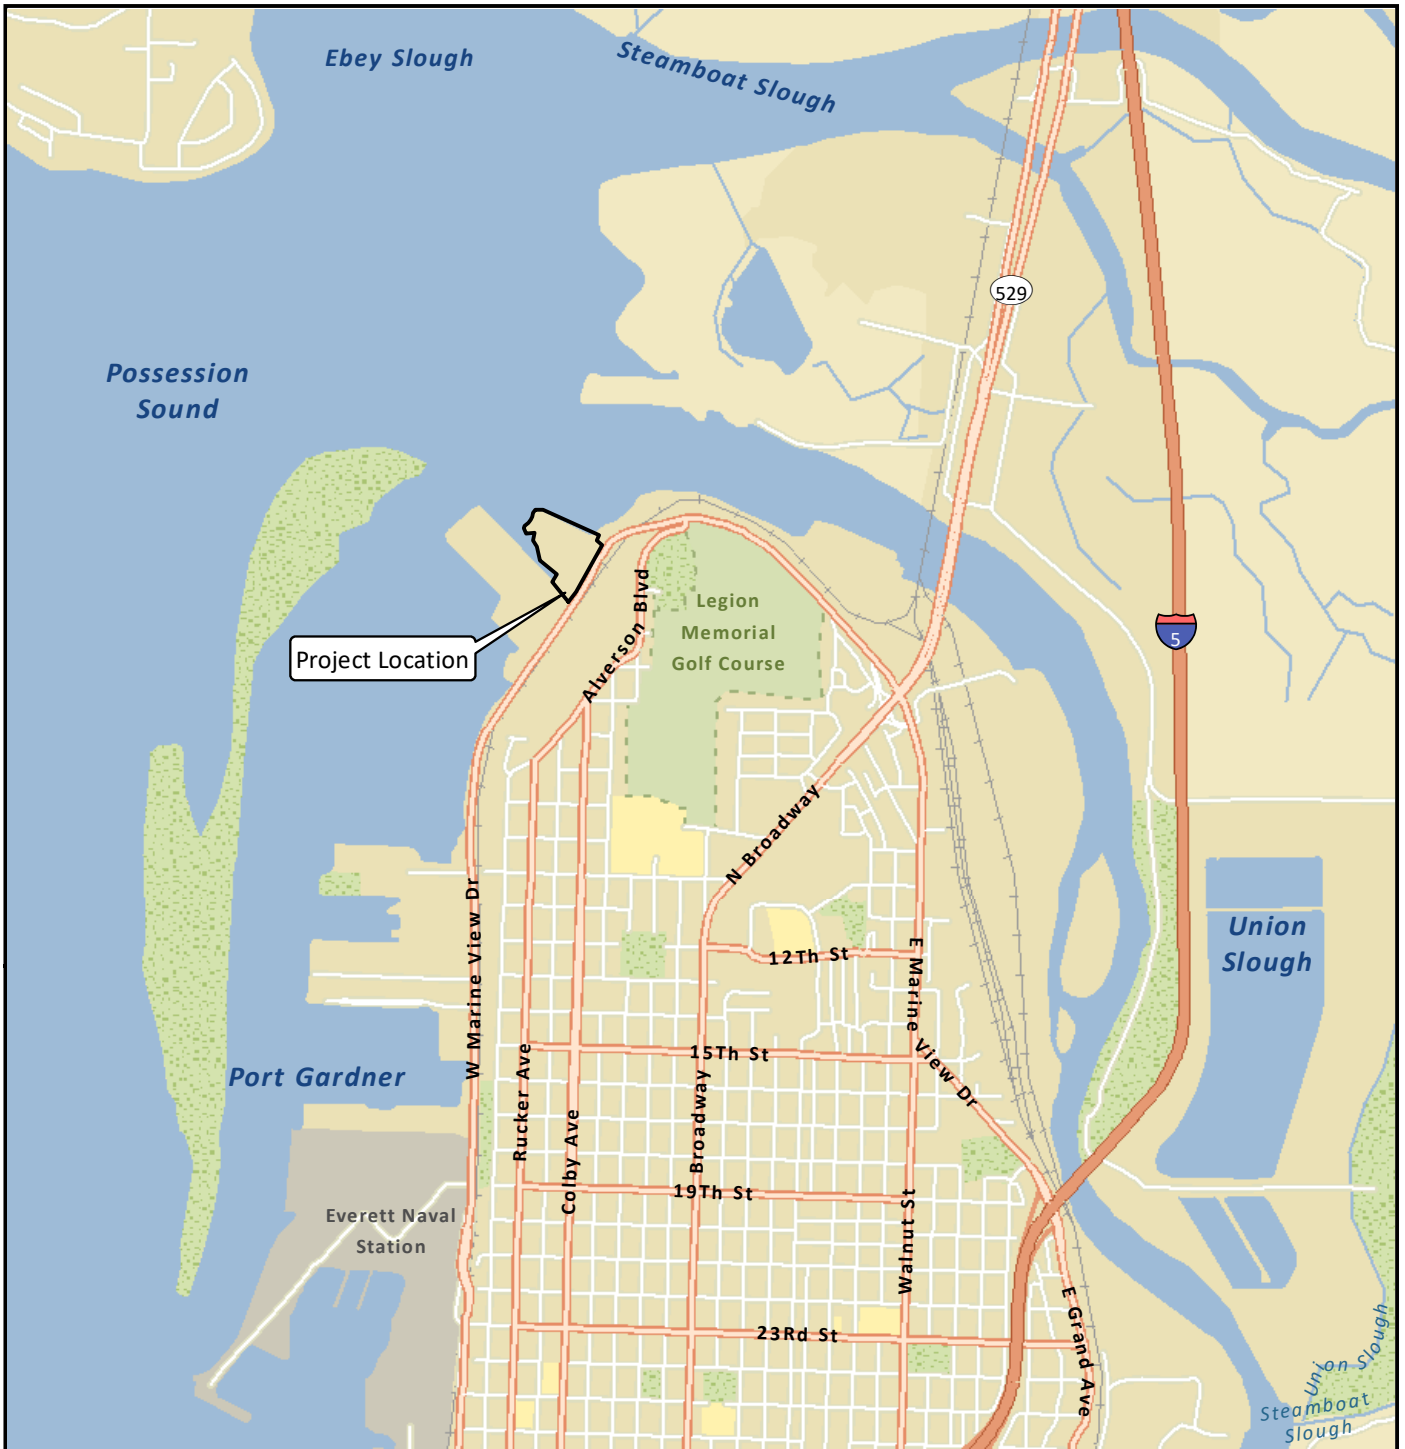 Ebey Slough
Steamboat Slough
529
Possession
Sound
Project Location
Alverson Blvd
Legion
Memorial
Golf Course
5
N Broadway
W Marine View Dr
12Th St
E Marine View Dr
Union
Slough
15Th St
Port Gardner
Rucker Ave
Colby Ave
Broadway
19Th St
Walnut St
Everett Naval
Station
23Rd St
E Grand Ave
Union Slough
Steamboat
Slough